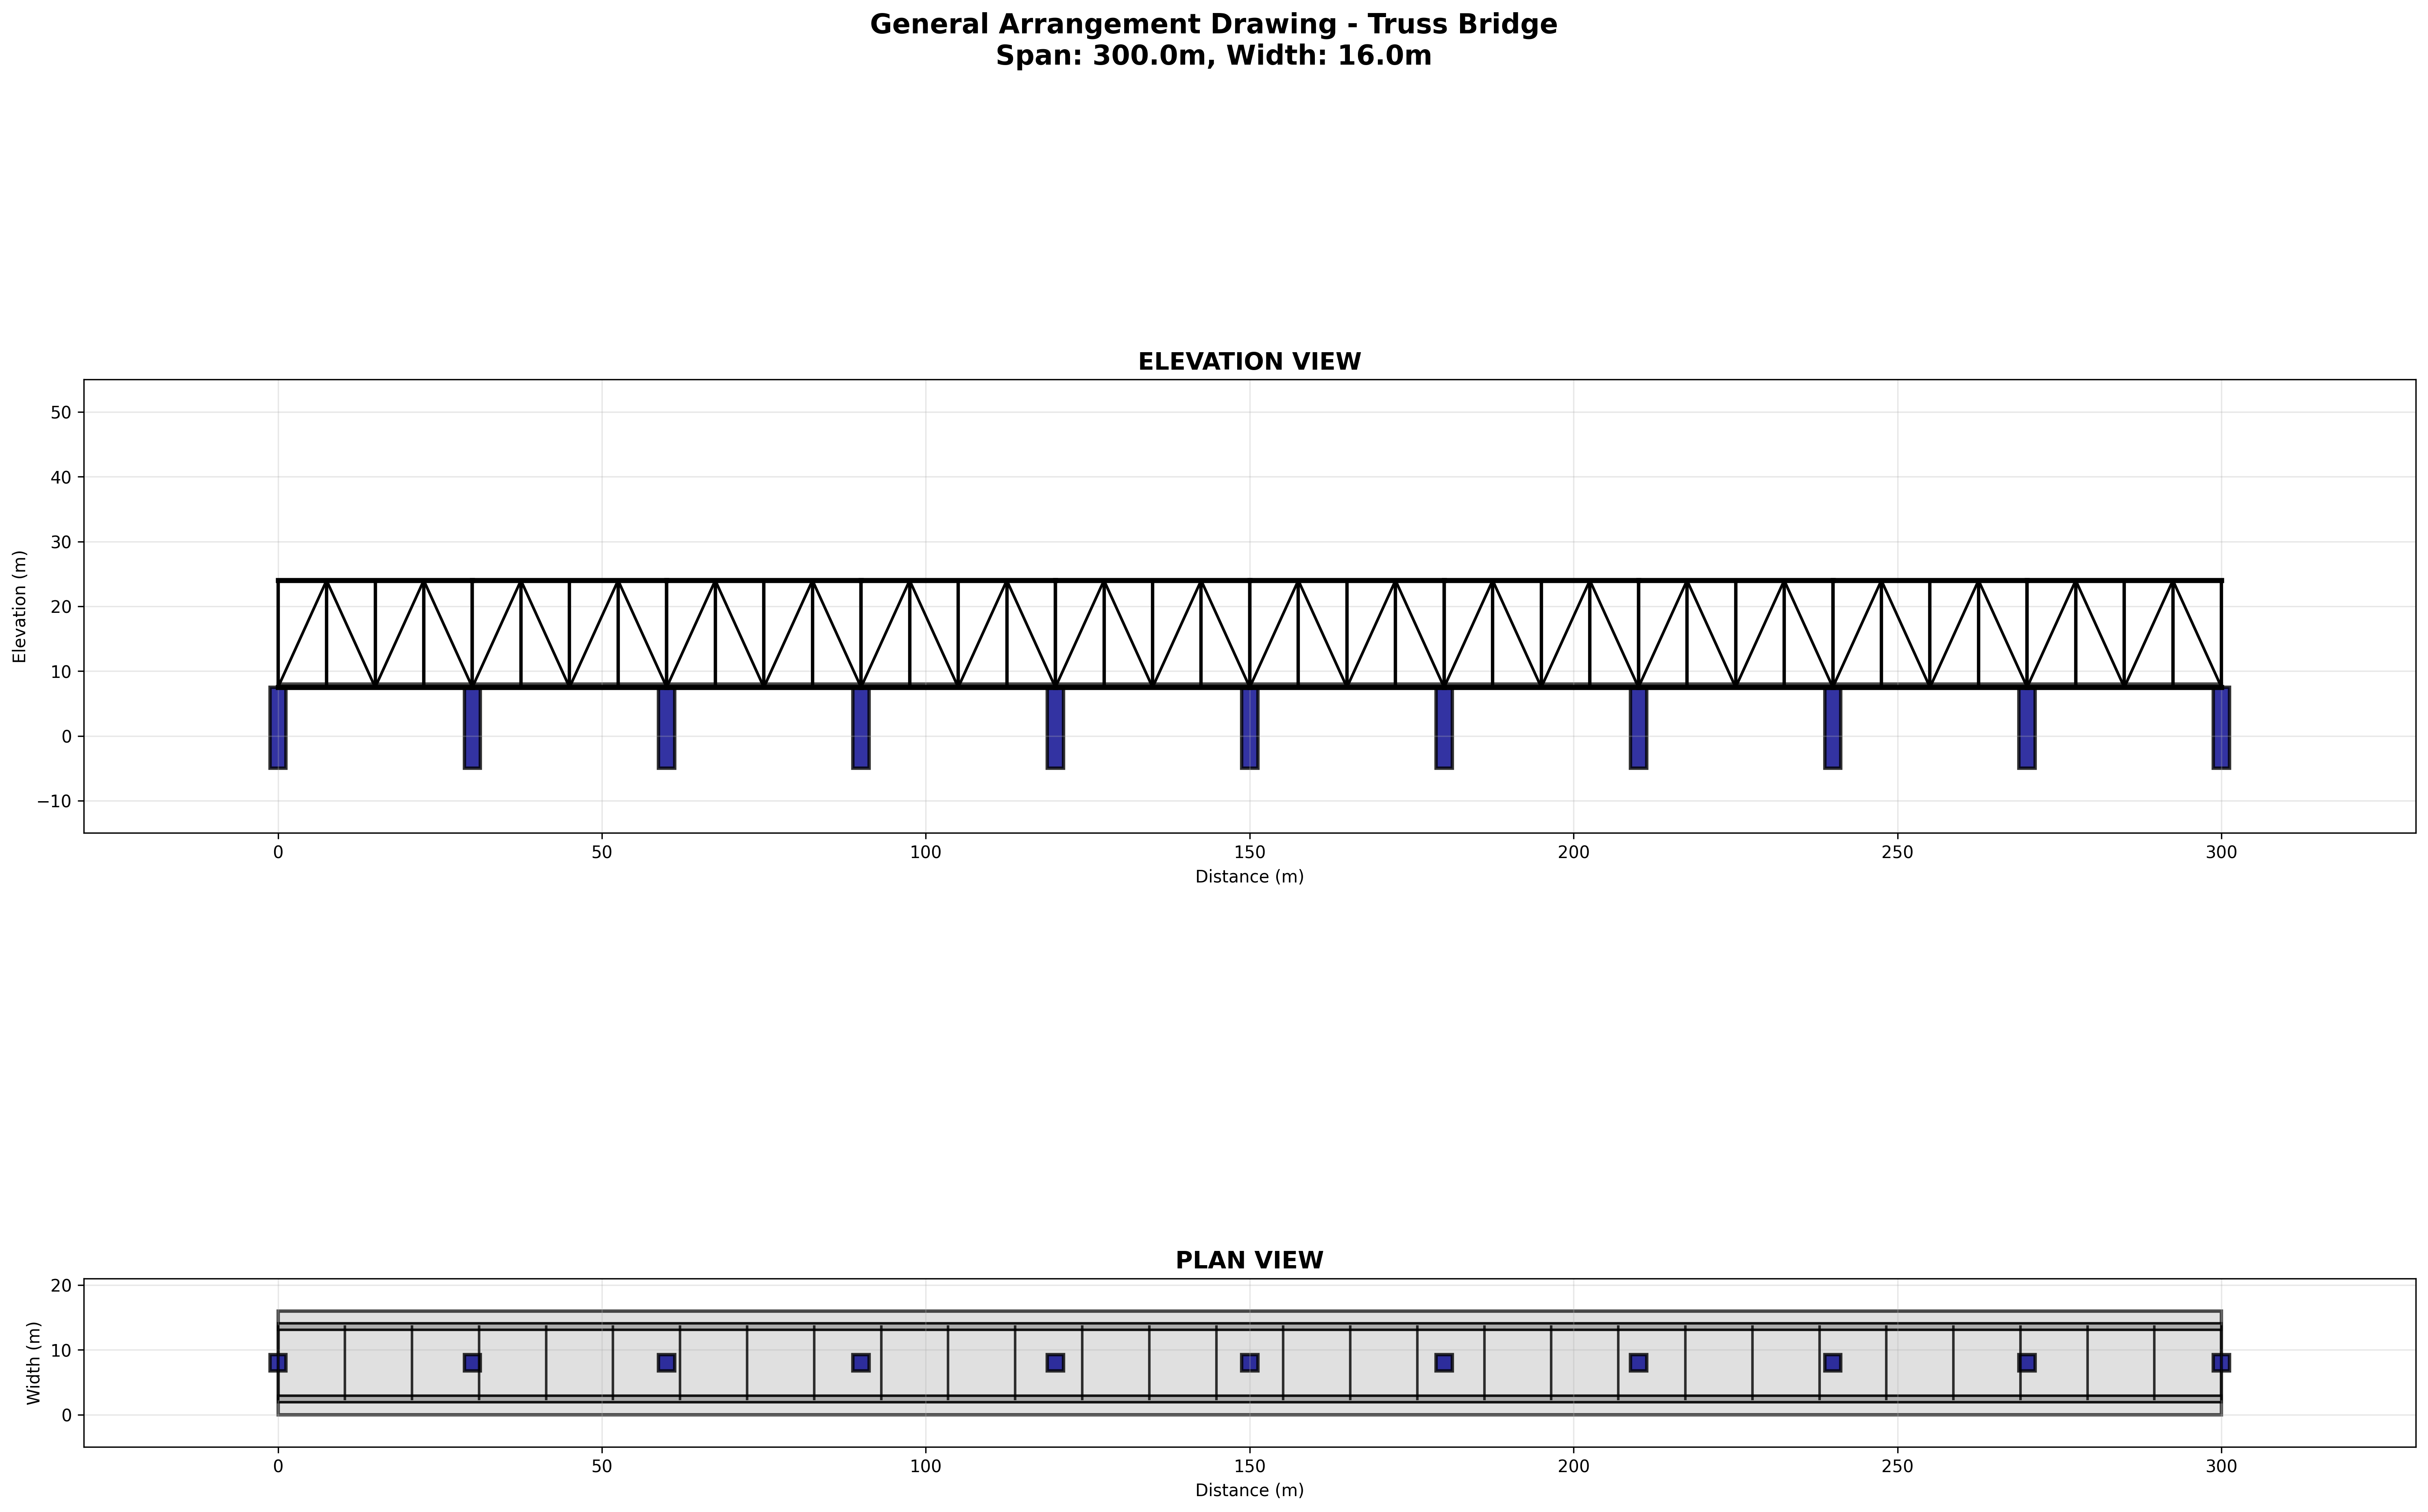 General Arrangement Drawing - Truss Bridge
Span: 300.0m, Width: 16.0m
ELEVATION VIEW
50
40
30
20
10
0
−10
Elevation (m)
0 50 100 150 200 250 300
Distance (m)
PLAN VIEW
20
10
0
Width (m)
0 50 100 150 200 250 300
Distance (m)